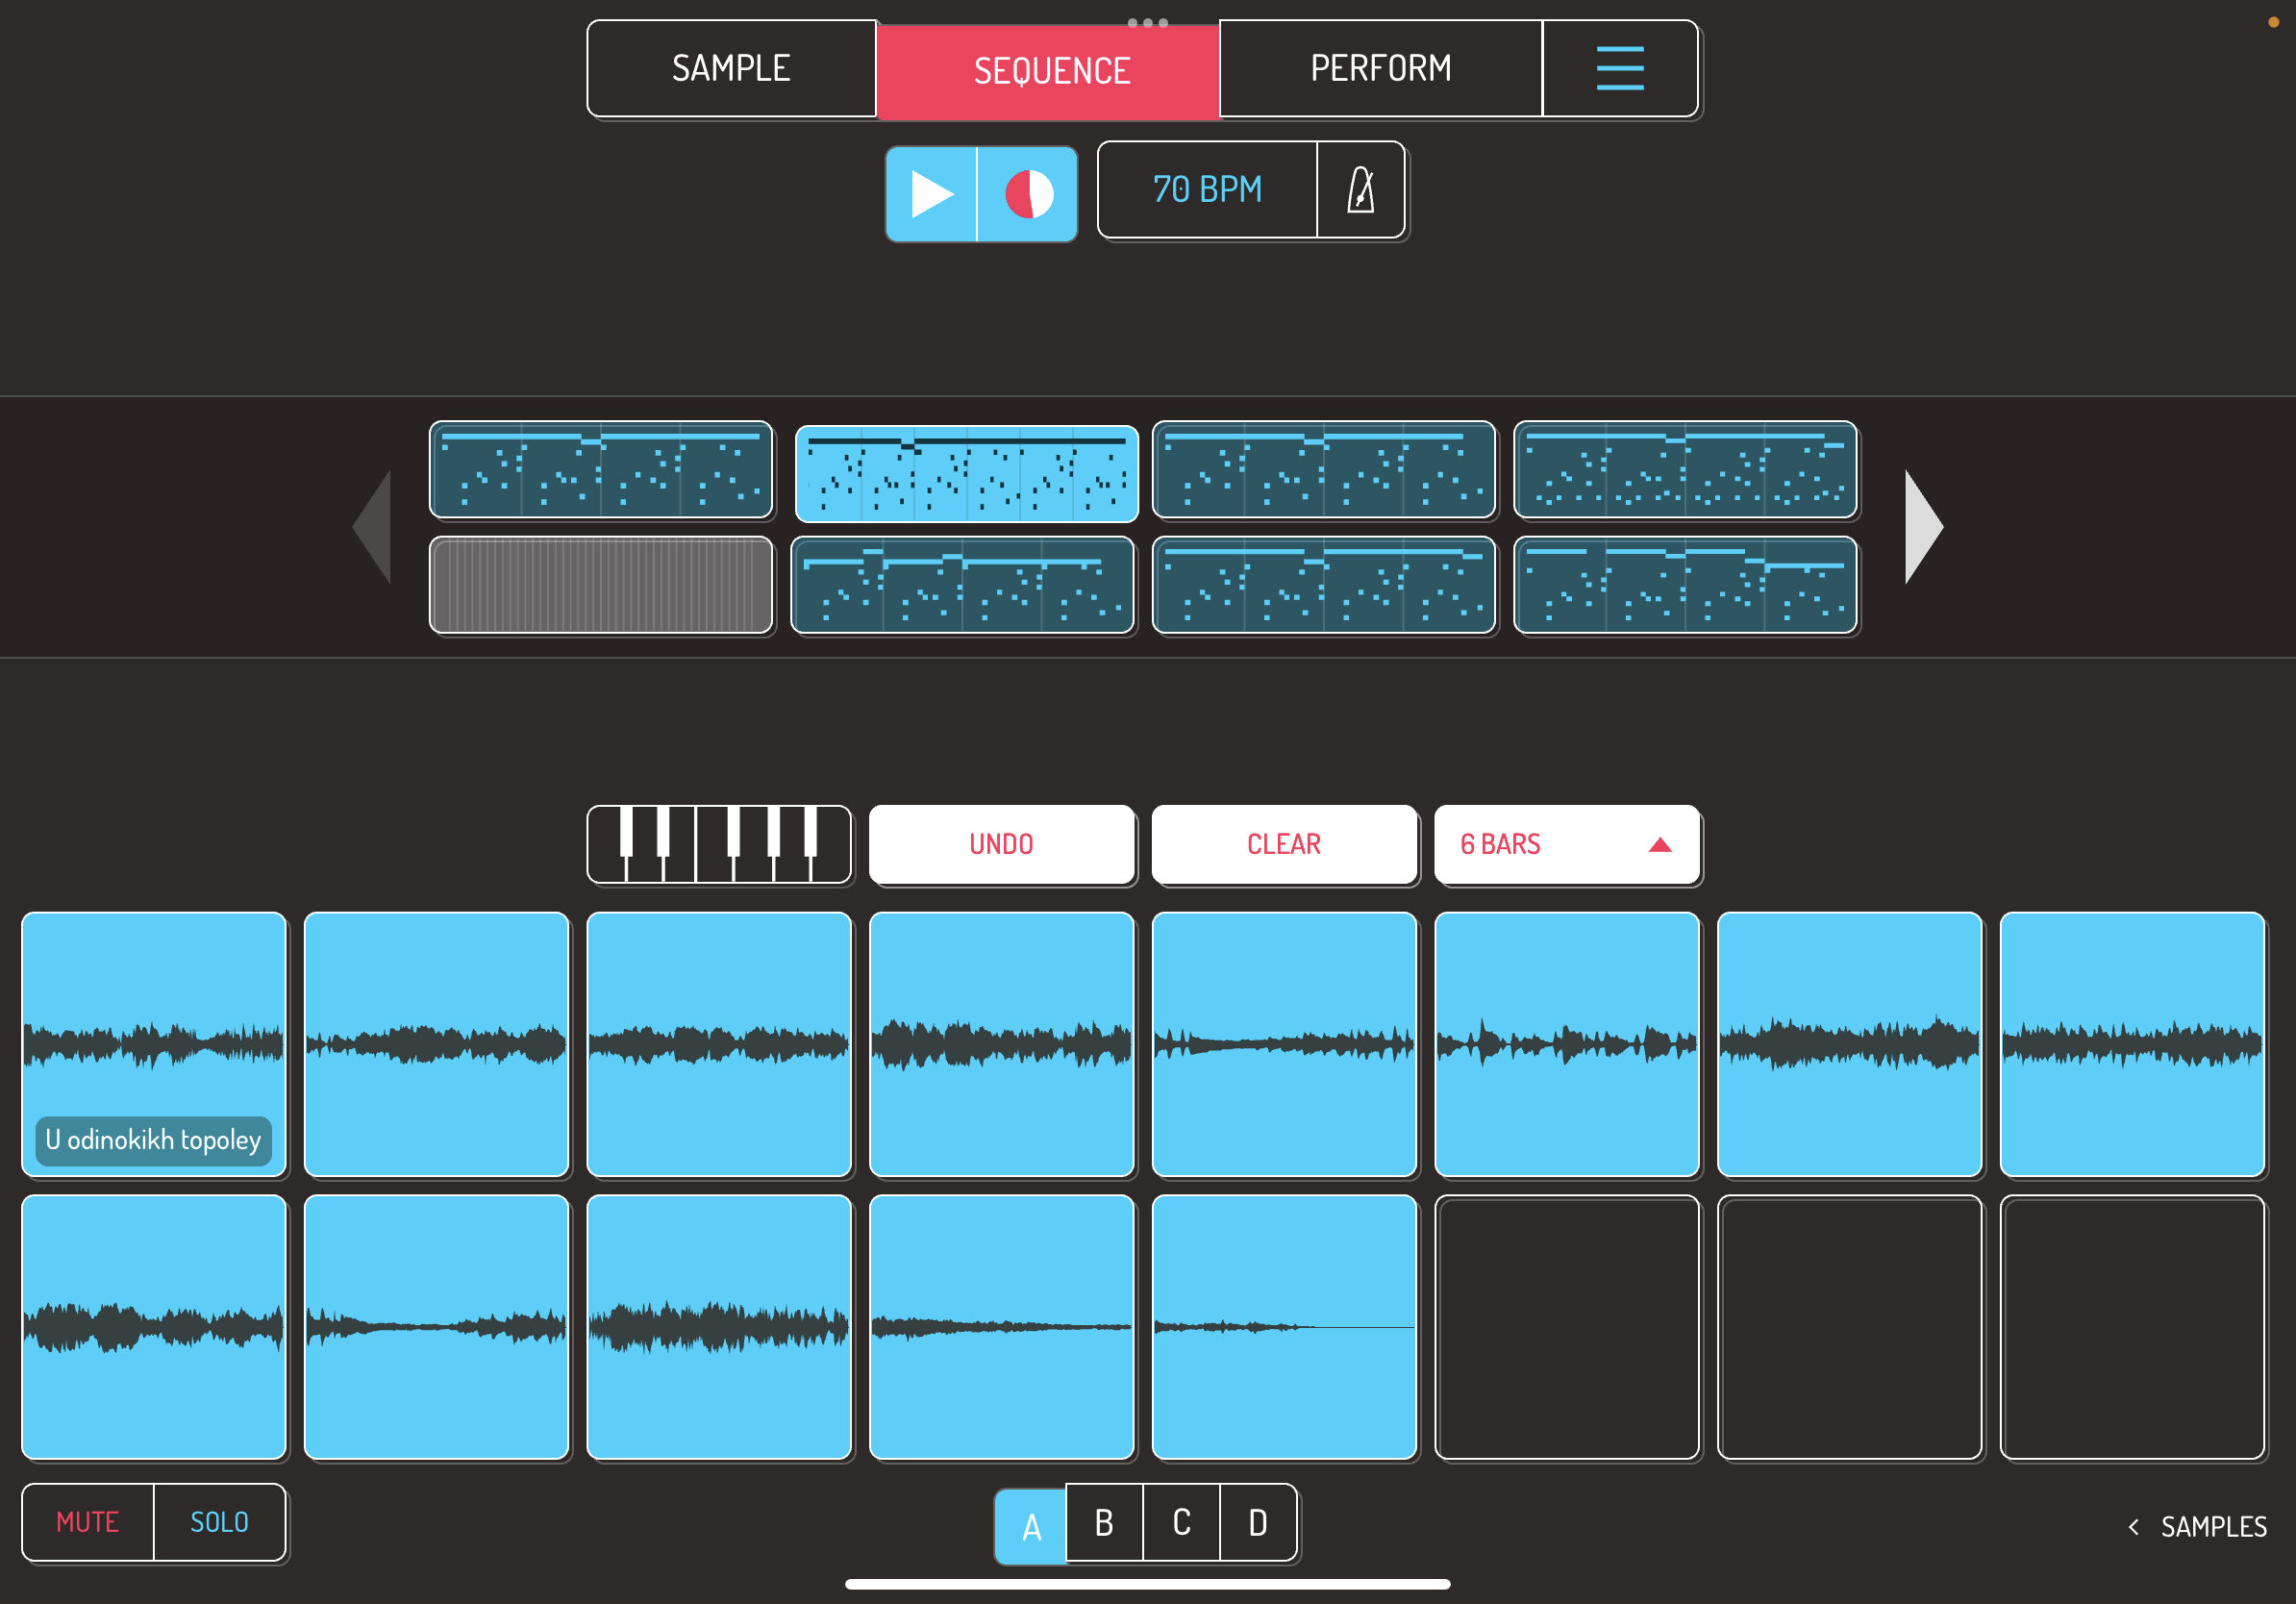 SAMPLE
SEQUENCE
PERFORM
70 BPM
UNDO
CLEAR
6 BARS
U odinokikh topoley
MUTE
SOLO
A
B
C
D
< SAMPLES